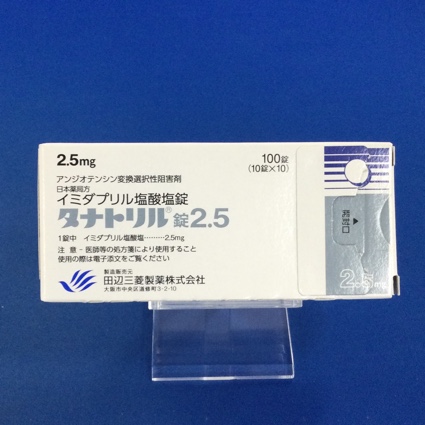 2.5mg
100錠
(10錠×10)
アンジオテンシン変換選択性阻害剤
日本薬局方
イミダプリル塩酸塩錠
タナトリル®錠2.5
1錠中 イミダプリル塩酸塩………2.5mg
注 意-医師等の処方箋により使用すること
使用の際は電子添文をご覧ください
製造販売元
田辺三菱製薬株式会社
大阪市中央区道修町3-2-10
開封口
2.5mg